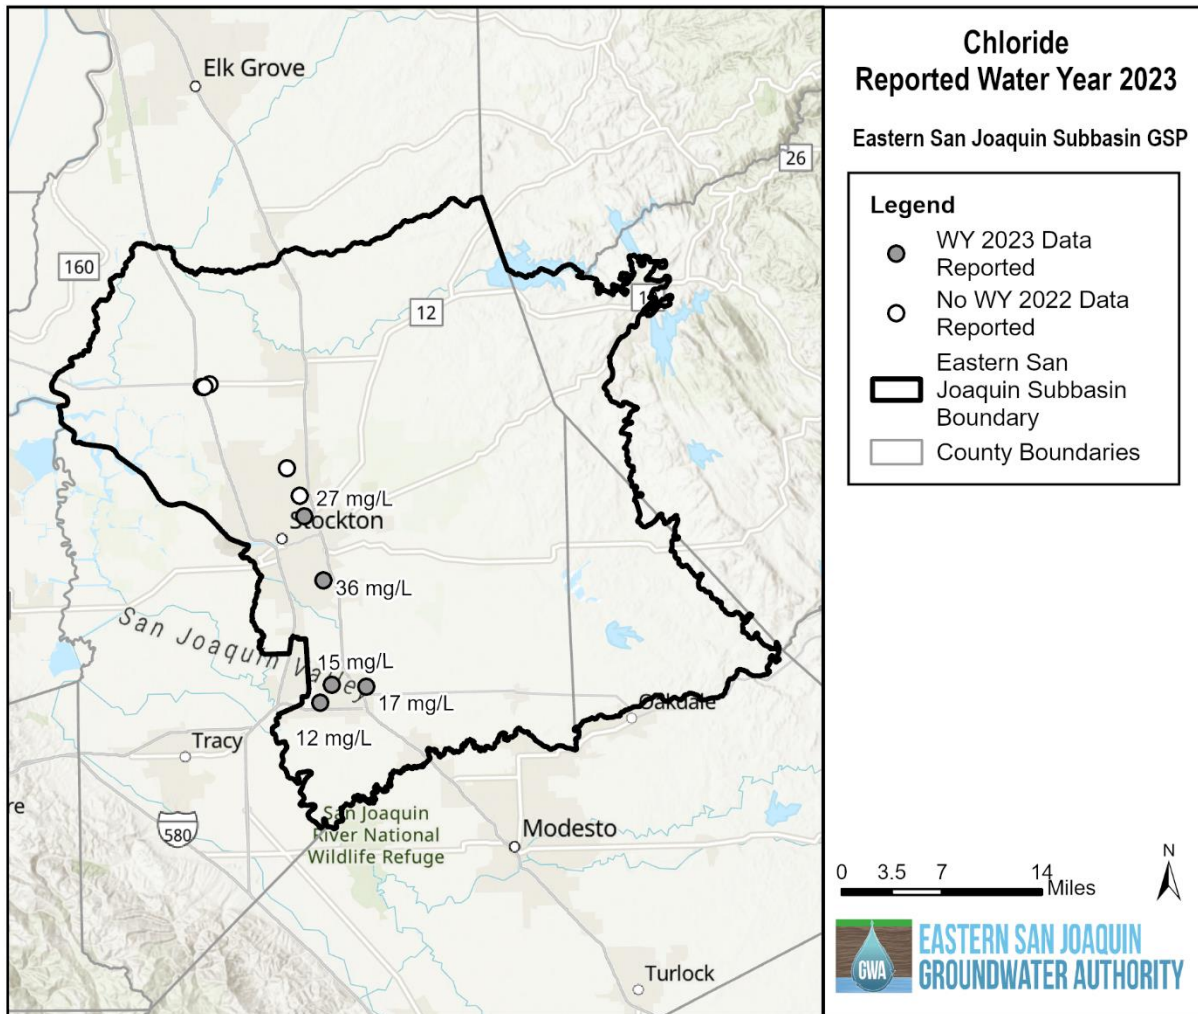 Elk Grove
26
160
12
27 mg/L
Stockton
36 mg/L
San Joaquin Valley
15 mg/L
17 mg/L
12 mg/L
Oakdale
Tracy
re
580
San Joaquin
River National
Wildlife Refuge
Modesto
Turlock
Chloride
Reported Water Year 2023
Eastern San Joaquin Subbasin GSP
Legend
WY 2023 Data
Reported
No WY 2022 Data
Reported
Eastern San
Joaquin Subbasin
Boundary
County Boundaries
N
0 3.5 7 14
Miles
GWA
EASTERN SAN JOAQUIN
GROUNDWATER AUTHORITY